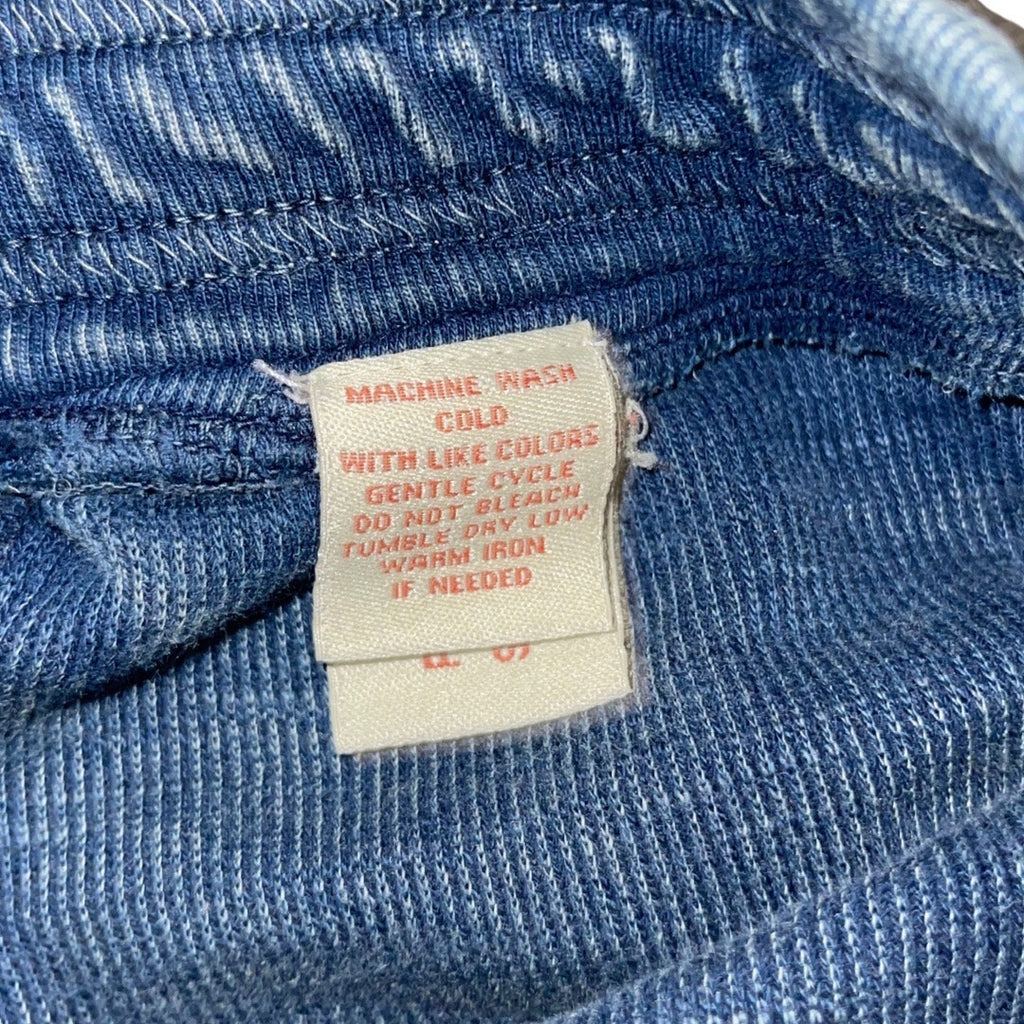 MACHINE WASH
COLD
WITH LIKE COLORS
GENTLE CYCLE
DO NOT BLEACH
TUMBLE DRY LOW
WARM IRON
IF NEEDED